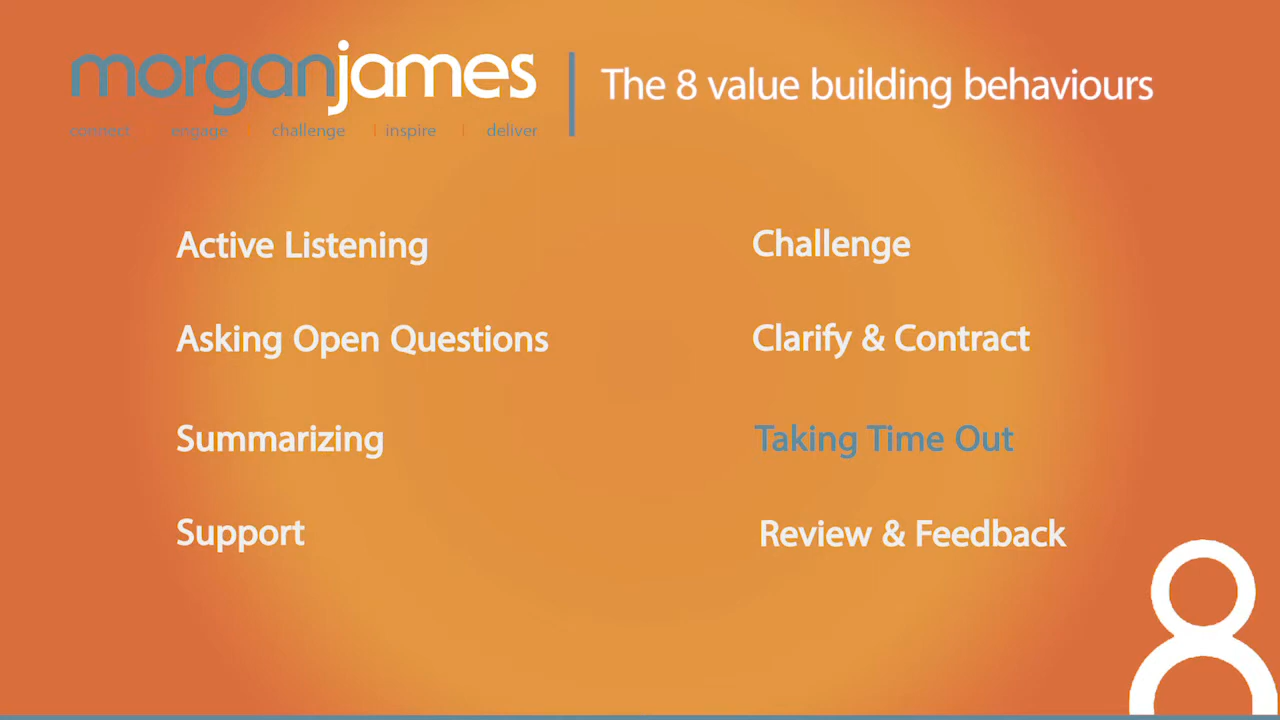 morganjames
The 8 value building behaviours
connect | engage | challenge | inspire | deliver
Active Listening
Asking Open Questions
Summarizing
Support
Challenge
Clarify & Contract
Taking Time Out
Review & Feedback
8